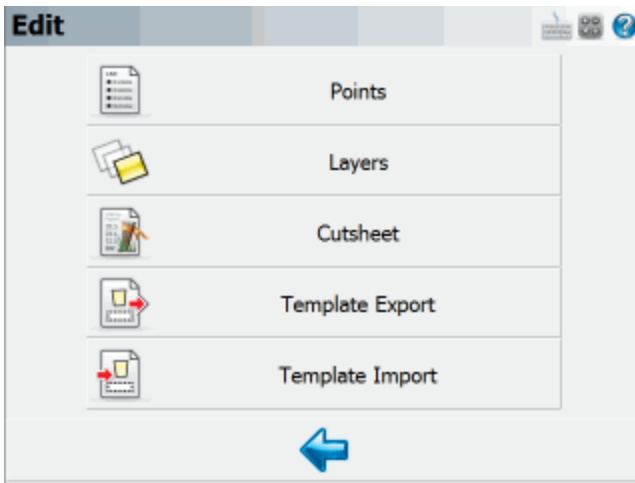 Edit
?
Points
Layers
Cutsheet
Template Export
Template Import